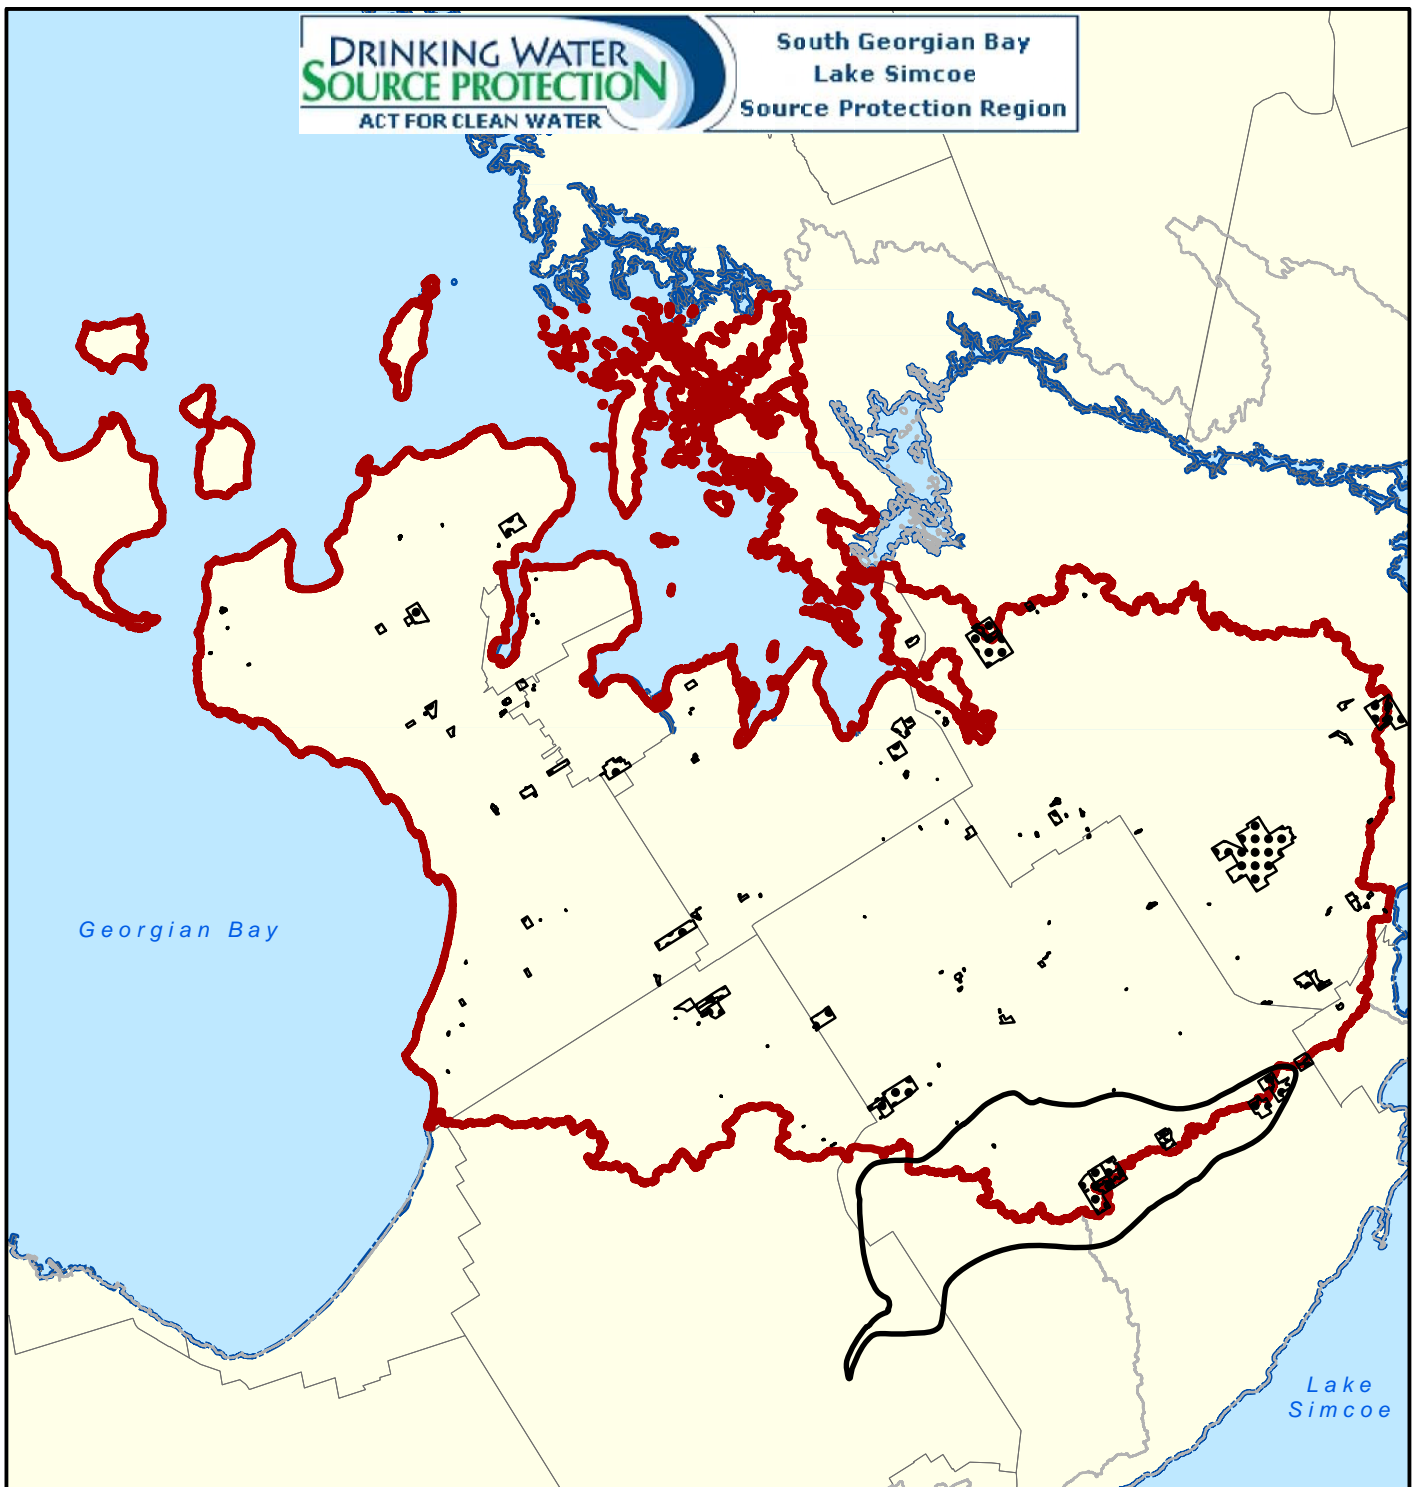 DRINKING WATER
SOURCE PROTECTION
ACT FOR CLEAN WATER
South Georgian Bay
Lake Simcoe
Source Protection Region
Georgian Bay
Lake
Simcoe